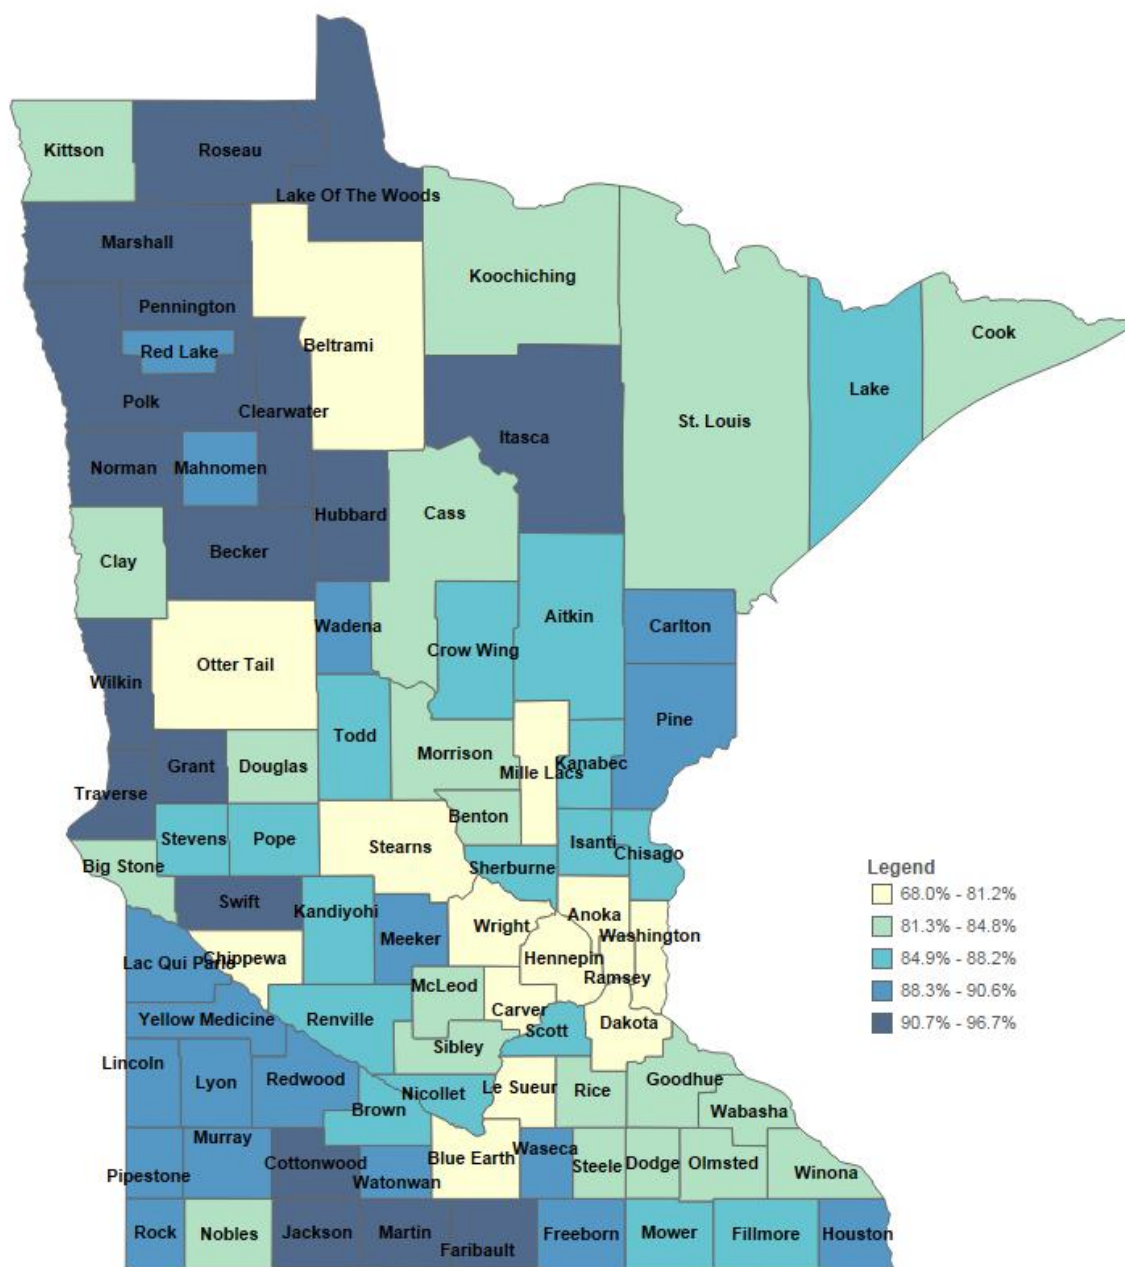 Kittson
Roseau
Lake Of The Woods
Marshall
Koochiching
Pennington
Cook
Beltrami
Red Lake
Lake
Polk
Clearwater
St. Louis
Itasca
Norman
Mahnomen
Hubbard
Cass
Becker
Clay
Aitkin
Wadena
Carlton
Crow Wing
Otter Tail
Wilkin
Pine
Todd
Morrison
Grant
Douglas
Kanabec
Mille Lacs
Traverse
Benton
Stevens
Pope
Isanti
Stearns
Chisago
Big Stone
Sherburne
Legend
68.0% - 81.2%
81.3% - 84.8%
84.9% - 88.2%
88.3% - 90.6%
90.7% - 96.7%
Swift
Kandiyohi
Anoka
Wright
Washington
Meeker
Chippewa
Hennepin
Lac Qui Parle
Ramsey
McLeod
Carver
Yellow Medicine
Renville
Dakota
Scott
Sibley
Lincoln
Redwood
Goodhue
Lyon
Le Sueur
Rice
Nicollet
Brown
Wabasha
Murray
Waseca
Blue Earth
Cottonwood
Steele
Dodge
Olmsted
Winona
Pipestone
Watonwan
Rock
Nobles
Jackson
Martin
Faribault
Freeborn
Mower
Fillmore
Houston